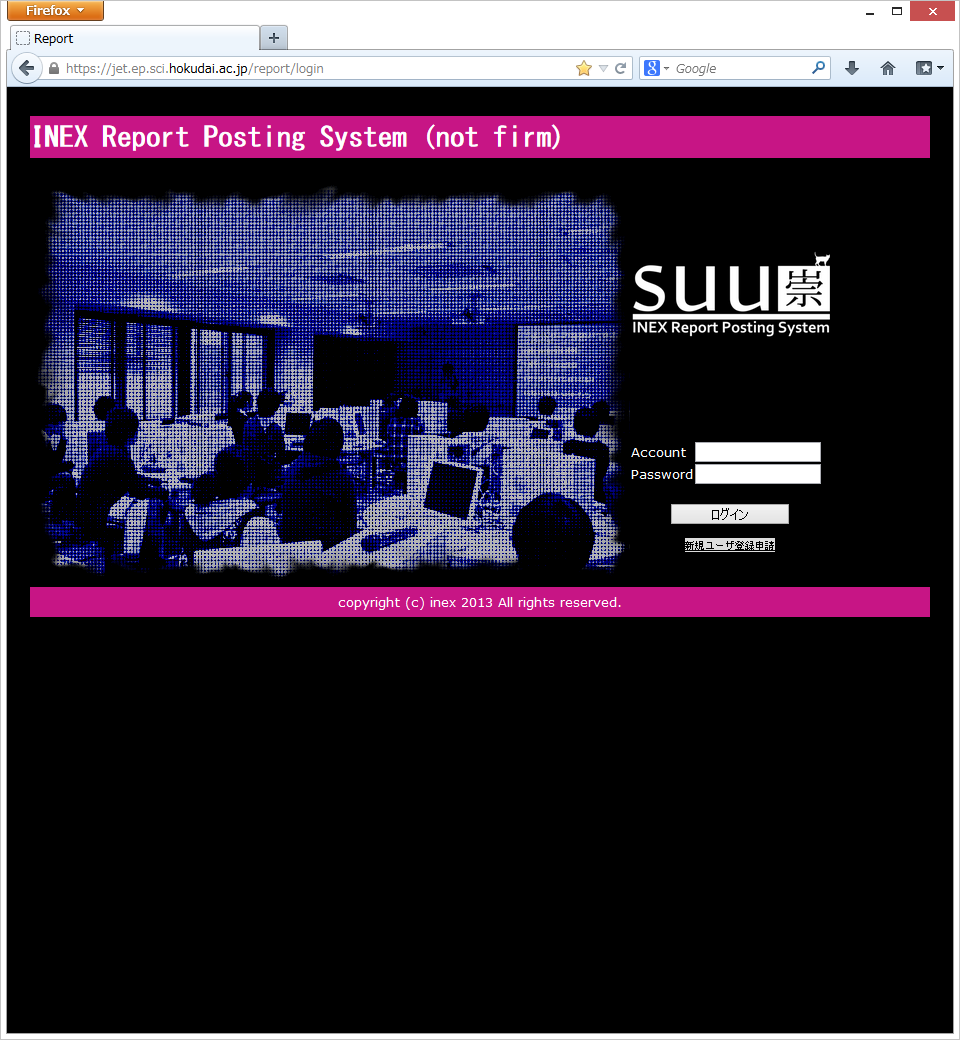 Firefox
Report
https://jet.ep.sci.hokudai.ac.jp/report/login
Google
INEX Report Posting System (not firm)
suu崇
INEX Report Posting System
Account
Password
ログイン
新規ユーザ登録申請
copyright (c) inex 2013 All rights reserved.